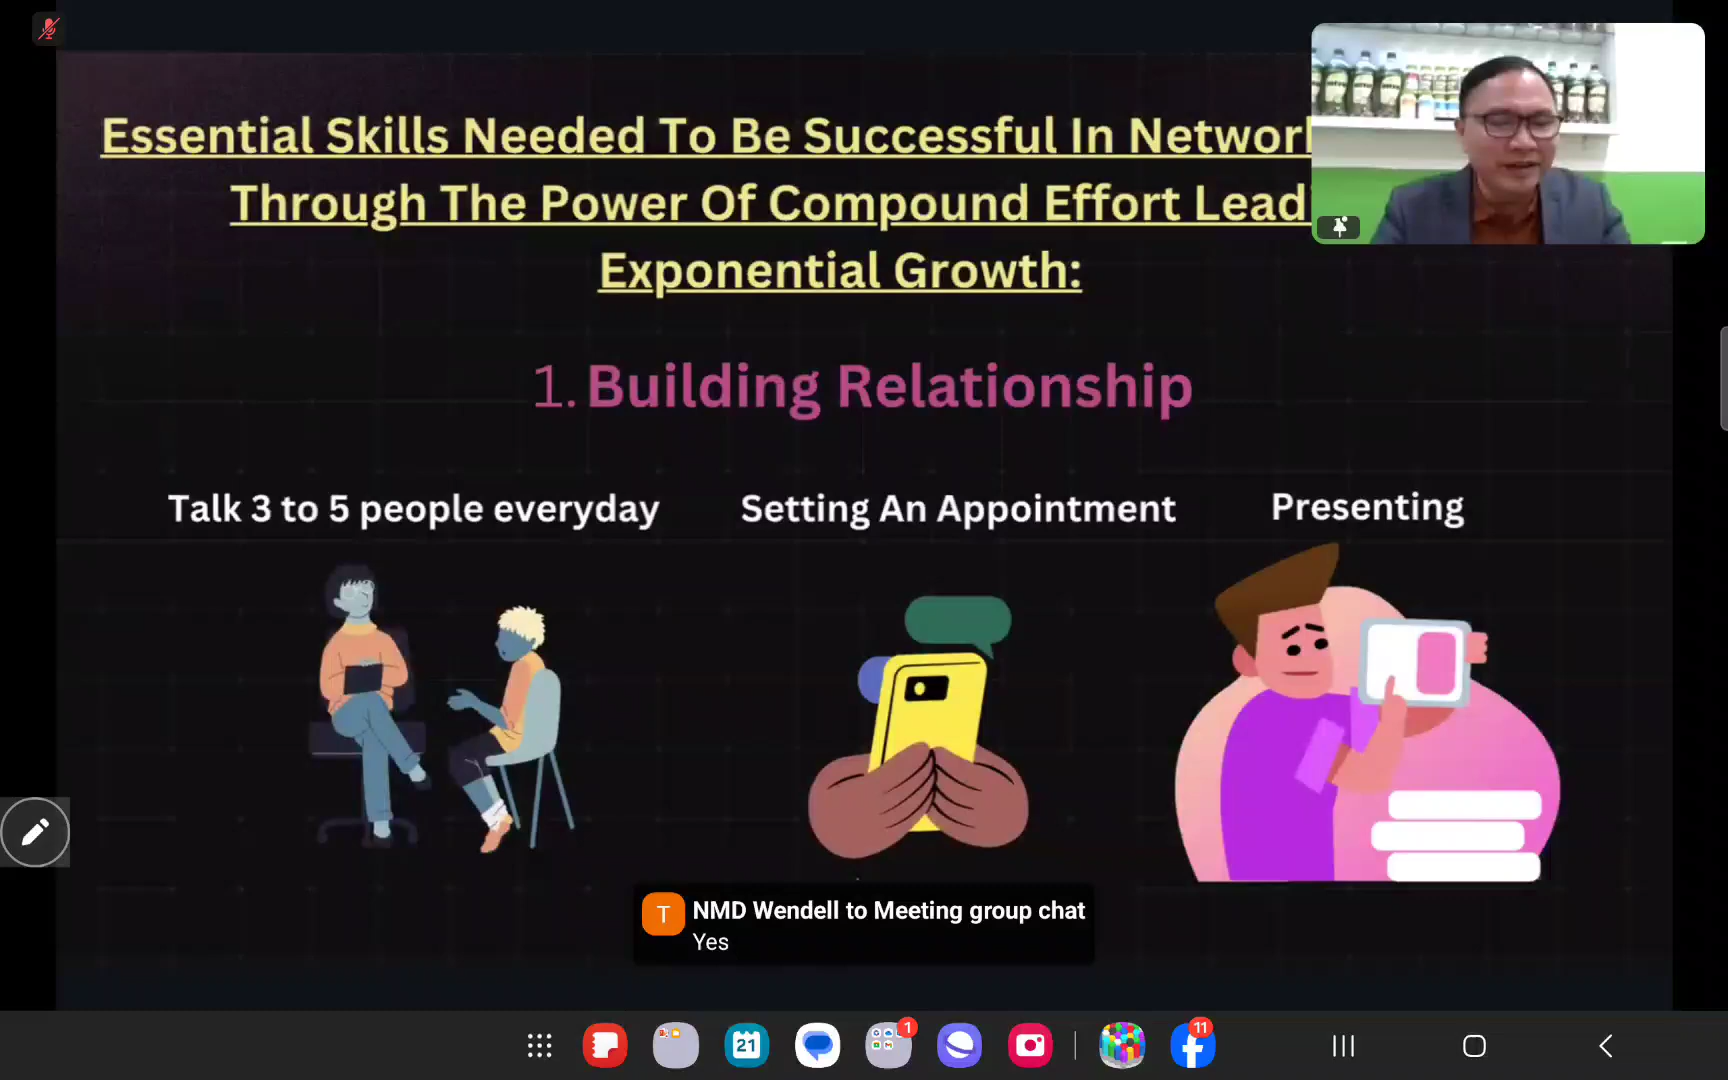 Essential Skills Needed To Be Successful In Network
Through The Power Of Compound Effort Leadi
Exponential Growth:
1. Building Relationship
Talk 3 to 5 people everyday
Setting An Appointment
Presenting
T
NMD Wendell to Meeting group chat
Yes
21
1
11